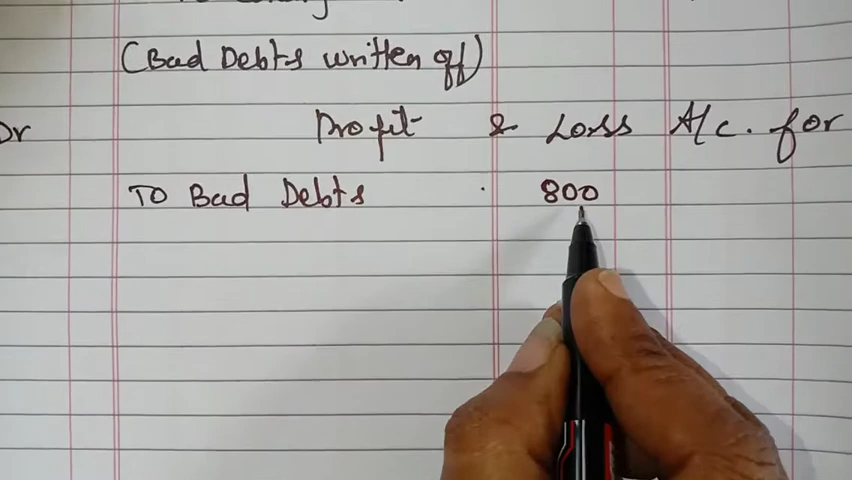 (Bad Debts written off)
Dr Profit & Loss A/c. for
To Bad Debts 800